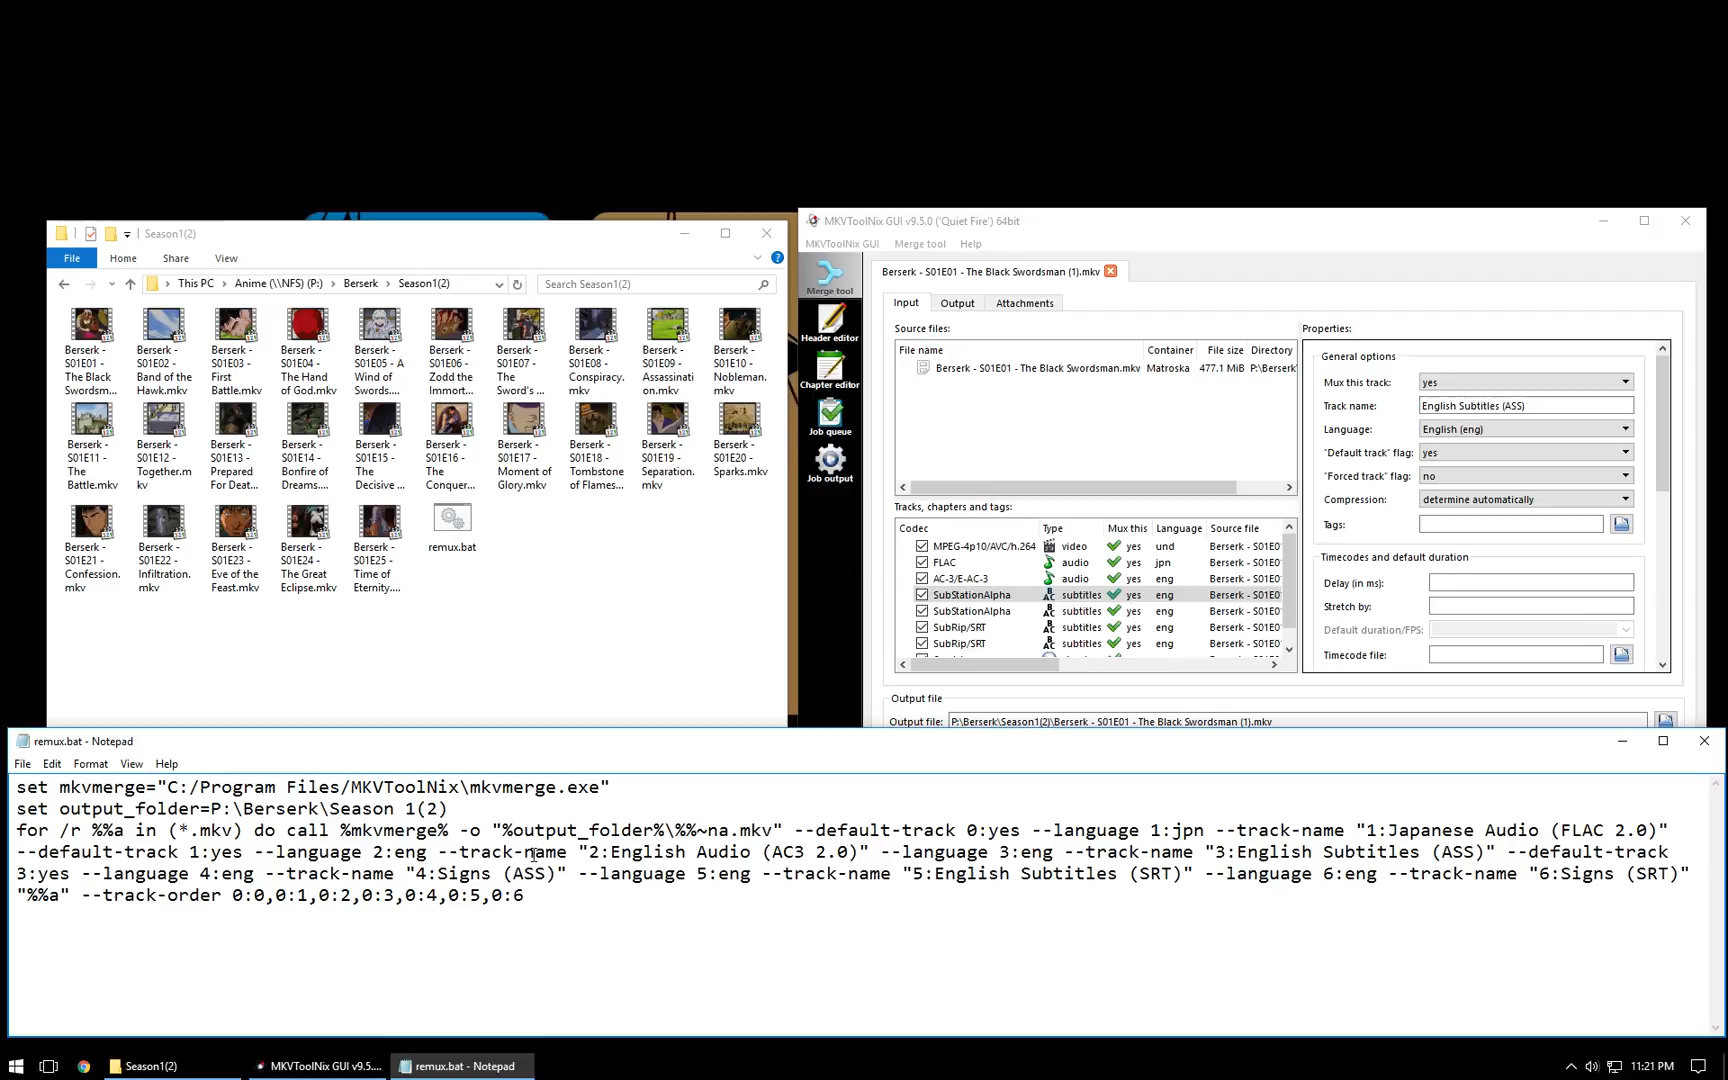 Season1(2)
File
Home
Share
View
This PC
Anime (\\NFS) (P:)
Berserk
Season1(2)
Search Season1(2)
Berserk -
S01E01 -
The Black
Swordsm...
Berserk -
S01E02 -
Band of the
Hawk.mkv
Berserk -
S01E03 -
First
Battle.mkv
Berserk -
S01E04 -
The Hand
of God.mkv
Berserk -
S01E05 - A
Wind of
Swords....
Berserk -
S01E06 -
Zodd the
Immort...
Berserk -
S01E07 -
The
Sword's ...
Berserk -
S01E08 -
Conspiracy.
mkv
Berserk -
S01E09 -
Assassinati
on.mkv
Berserk -
S01E10 -
Nobleman.
mkv
Berserk -
S01E11 -
The
Battle.mkv
Berserk -
S01E12 -
Together.m
kv
Berserk -
S01E13 -
Prepared
For Deat...
Berserk -
S01E14 -
Bonfire of
Dreams....
Berserk -
S01E15 -
The
Decisive ...
Berserk -
S01E16 -
The
Conquer...
Berserk -
S01E17 -
Moment of
Glory.mkv
Berserk -
S01E18 -
Tombstone
of Flames...
Berserk -
S01E19 -
Separation.
mkv
Berserk -
S01E20 -
Sparks.mkv
Berserk -
S01E21 -
Confession.
mkv
Berserk -
S01E22 -
Infiltration.
mkv
Berserk -
S01E23 -
Eve of the
Feast.mkv
Berserk -
S01E24 -
The Great
Eclipse.mkv
Berserk -
S01E25 -
Time of
Eternity....
remux.bat
MKVToolNix GUI v9.5.0 ('Quiet Fire') 64bit
MKVToolNix GUI
Merge tool
Help
Merge tool
Header editor
Chapter editor
Job queue
Job output
Berserk - S01E01 - The Black Swordsman (1).mkv
Input
Output
Attachments
Source files:
File name
Container
File size
Directory
Berserk - S01E01 - The Black Swordsman.mkv
Matroska
477.1 MiB
P:\Berserk
Tracks, chapters and tags:
Codec
Type
Mux this
Language
Source file
MPEG-4p10/AVC/h.264 video yes und Berserk - S01E0
FLAC audio yes jpn Berserk - S01E0
AC-3/E-AC-3 audio yes eng Berserk - S01E0
SubStationAlpha subtitles yes eng Berserk - S01E0
SubStationAlpha subtitles yes eng Berserk - S01E0
SubRip/SRT subtitles yes eng Berserk - S01E0
SubRip/SRT subtitles yes eng Berserk - S01E0
Properties:
General options
Mux this track: yes
Track name: English Subtitles (ASS)
Language: English (eng)
"Default track" flag: yes
"Forced track" flag: no
Compression: determine automatically
Tags:
Timecodes and default duration
Delay (in ms):
Stretch by:
Default duration/FPS:
Timecode file:
Output file
Output file: P:\Berserk\Season1(2)\Berserk - S01E01 - The Black Swordsman (1).mkv
remux.bat - Notepad
File
Edit
Format
View
Help
set mkvmerge="C:/Program Files/MKVToolNix\mkvmerge.exe"
set output_folder=P:\Berserk\Season 1(2)
for /r %%a in (*.mkv) do call %mkvmerge% -o "%output_folder%\%%~na.mkv" --default-track 0:yes --language 1:jpn --track-name "1:Japanese Audio (FLAC 2.0)"
--default-track 1:yes --language 2:eng --track-name "2:English Audio (AC3 2.0)" --language 3:eng --track-name "3:English Subtitles (ASS)" --default-track
3:yes --language 4:eng --track-name "4:Signs (ASS)" --language 5:eng --track-name "5:English Subtitles (SRT)" --language 6:eng --track-name "6:Signs (SRT)"
"%%a" --track-order 0:0,0:1,0:2,0:3,0:4,0:5,0:6
Season1(2)
MKVToolNix GUI v9.5....
remux.bat - Notepad
11:21 PM